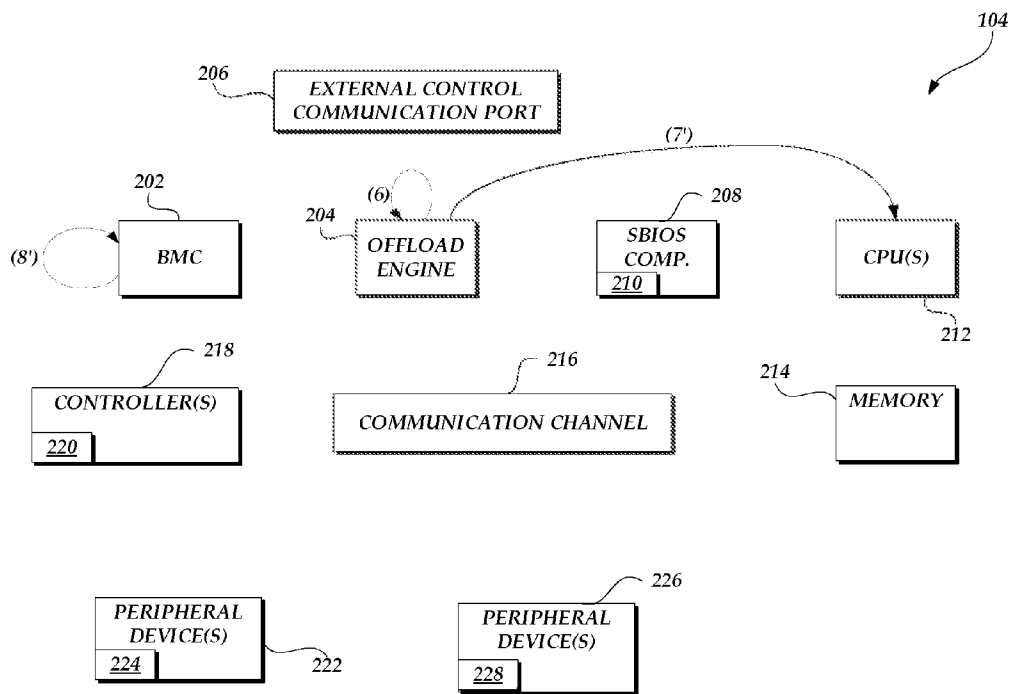 104
206
EXTERNAL CONTROL
COMMUNICATION PORT
(7')
202
BMC
(8')
(6)
204
OFFLOAD
ENGINE
208
SBIOS
COMP.
210
CPU(S)
212
218
CONTROLLER(S)
220
216
COMMUNICATION CHANNEL
214
MEMORY
PERIPHERAL
DEVICE(S)
224
222
226
PERIPHERAL
DEVICE(S)
228